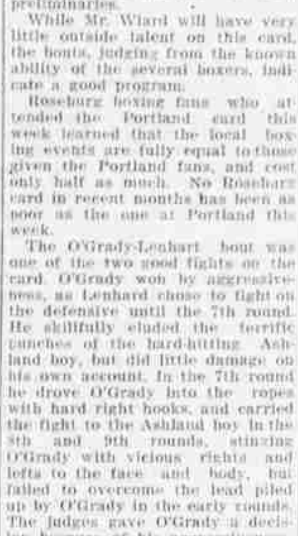 preliminaries.
While Mr. Wiard will have very
little outside talent on this card,
the bouts, judging from the known
ability of the several boxers, indi-
cate a good program.
Roseburg boxing fans who at-
tended the Portland card this
week learned that the local box-
ing events are fully equal to those
given the Portland fans, and cost
only half as much. No Roseburg
card in recent months has been as
poor as the one at Portland this
week.
The O'Grady-Lenhart bout was
one of the two good fights on the
card. O'Grady won by aggressive-
ness, as Lenhard chose to fight on
the defensive until the 7th round.
He skillfully eluded the terrific
punches of the hard-hitting Ash-
land boy, but did little damage on
his own account. In the 7th round
he drove O'Grady into the ropes
with hard right hooks, and carried
the fight to the Ashland boy in the
8th and 9th rounds, stinging
O'Grady with vicious rights and
lefts to the face and body, but
failed to overcome the lead piled
up by O'Grady in the early rounds.
The judges gave O'Grady a decis-